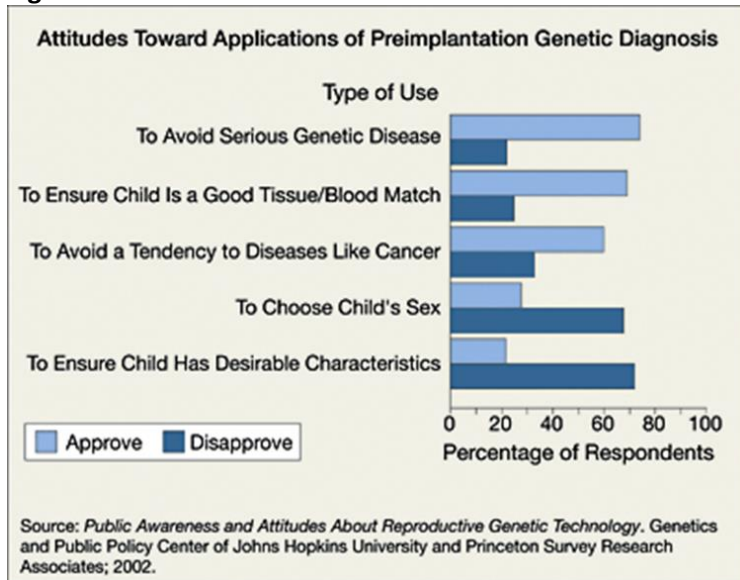 Attitudes Toward Applications of Preimplantation Genetic Diagnosis
Type of Use
To Avoid Serious Genetic Disease
To Ensure Child Is a Good Tissue/Blood Match
To Avoid a Tendency to Diseases Like Cancer
To Choose Child's Sex
To Ensure Child Has Desirable Characteristics
0 20 40 60 80 100
Approve Disapprove
Percentage of Respondents
Source: Public Awareness and Attitudes About Reproductive Genetic Technology. Genetics
and Public Policy Center of Johns Hopkins University and Princeton Survey Research
Associates; 2002.